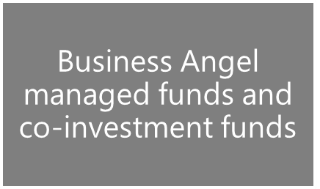 Business Angel
managed funds and
co-investment funds